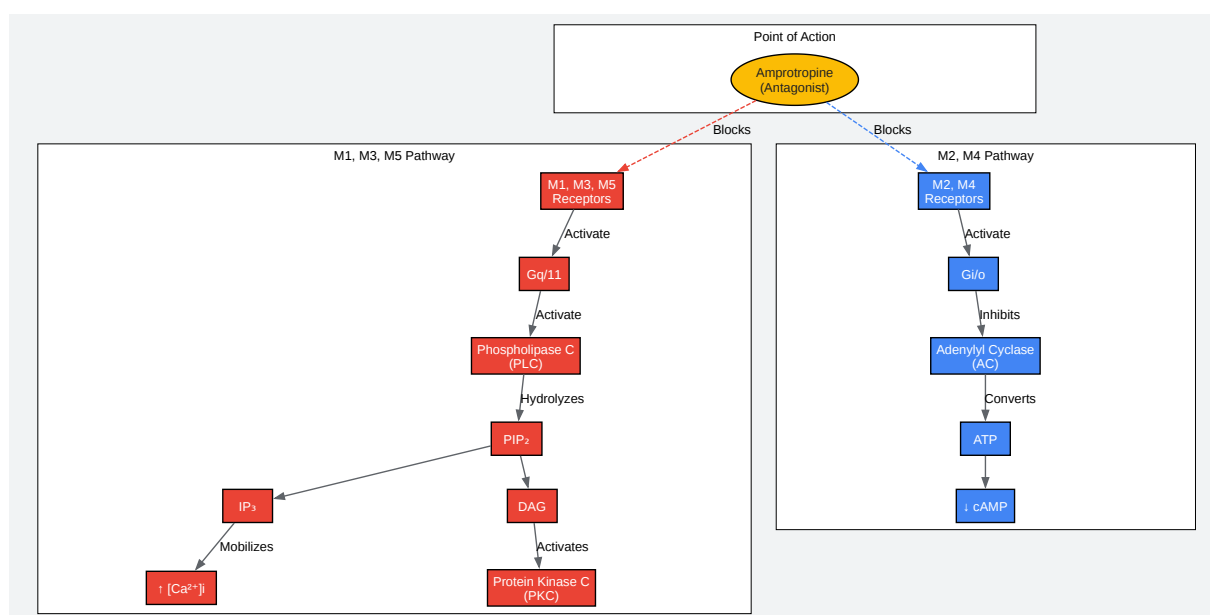 Point of Action
Amprotropine
(Antagonist)
Blocks
Blocks
M1, M3, M5 Pathway
M1, M3, M5
Receptors
Activate
Gq/11
Activate
Phospholipase C
(PLC)
Hydrolyzes
PIP₂
IP₃
DAG
Mobilizes
Activates
↑ [Ca²⁺]i
Protein Kinase C
(PKC)
M2, M4 Pathway
M2, M4
Receptors
Activate
Gi/o
Inhibits
Adenylyl Cyclase
(AC)
Converts
ATP
↓ cAMP